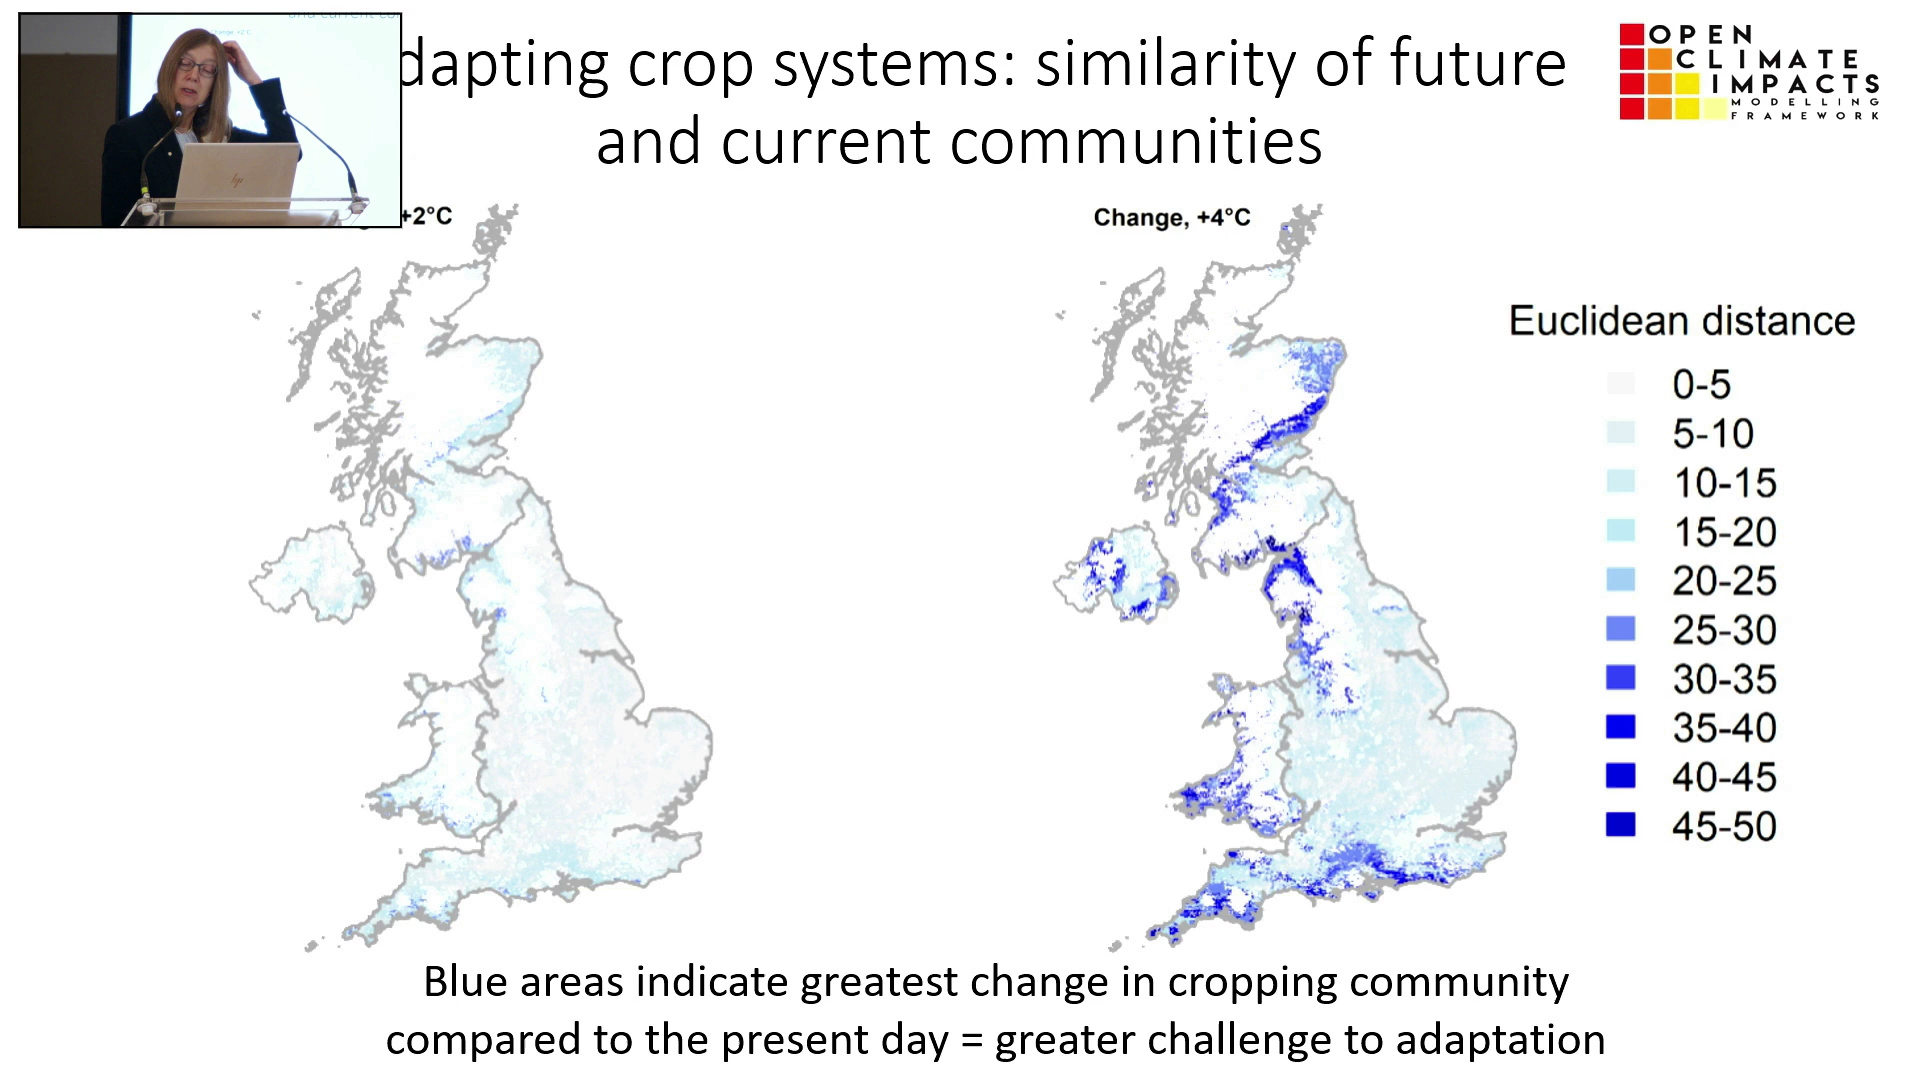 dapting crop systems: similarity of future
and current communities
OPEN
CLIMATE
IMPACTS
MODELLING
FRAMEWORK
+2°C
Change, +4°C
Euclidean distance
0-5
5-10
10-15
15-20
20-25
25-30
30-35
35-40
40-45
45-50
Blue areas indicate greatest change in cropping community
compared to the present day = greater challenge to adaptation